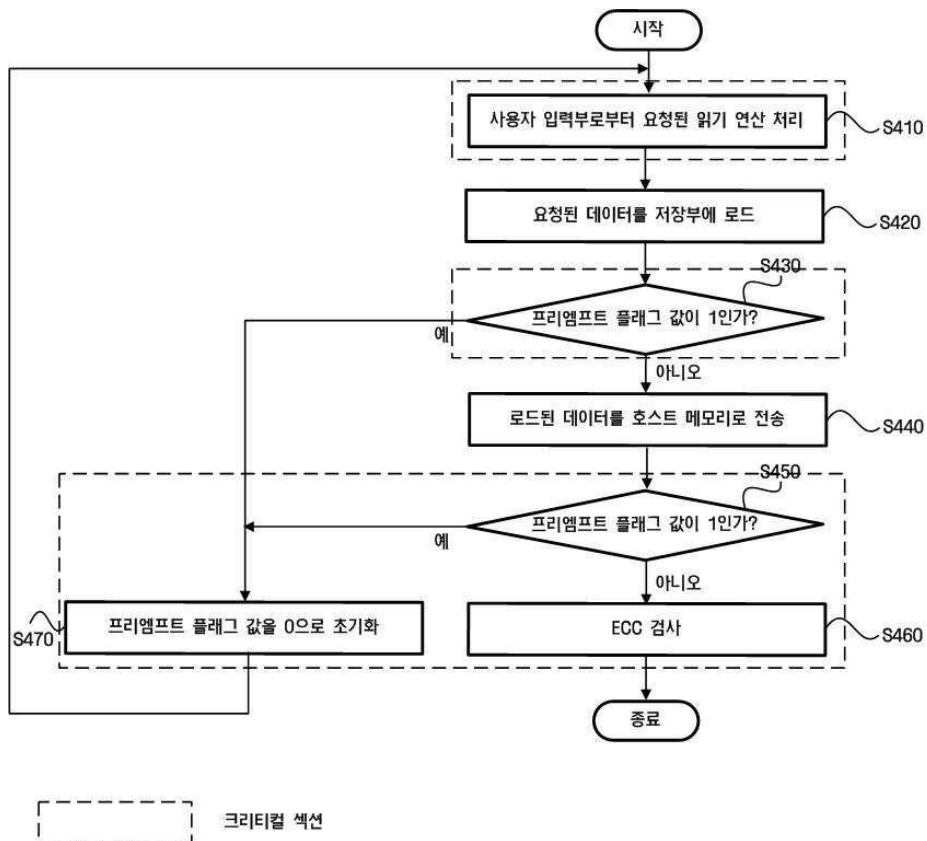 시작
사용자 입력부로부터 요청된 읽기 연산 처리
S410
요청된 데이터를 저장부에 로드
S420
S430
프리엠프트 플래그 값이 1인가?
예
아니오
로드된 데이터를 호스트 메모리로 전송
S440
S450
프리엠프트 플래그 값이 1인가?
예
아니오
S470
프리엠프트 플래그 값을 0으로 초기화
ECC 검사
S460
종료
크리티컬 섹션